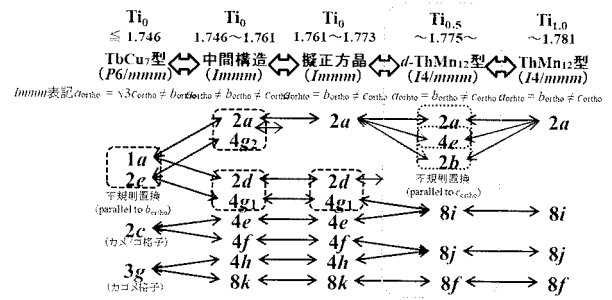 Ti0 Ti0 Ti0 Ti0.5 Ti1.0
≦ 1.746 1.746~1.761 1.761~1.773 ~1.775~ ~1.781
TbCu7型 中間構造 擬正方晶 d-ThMn12型 ThMn12型
(P6/mmm) (Immm) (Immm) (I4/mmm) (I4/mmm)
Immm表記 aortho = √3cortho ≠ bortho aortho ≠ bortho ≠ cortho aortho = bortho ≠ cortho aortho = bortho ≠ cortho aortho = bortho ≠ cortho
2a 2a 2a 2a
4g2 4e
1a 2b
2e 2d 2d 不規則置換
不規則置換 4g1 4g1 (parallel to cortho)
(parallel to bortho)
2c 4e 4e 8i 8i
(カメノコ格子) 4f 4f
3g 4h 4h 8j 8j
(カゴメ格子) 8k 8k 8f 8f